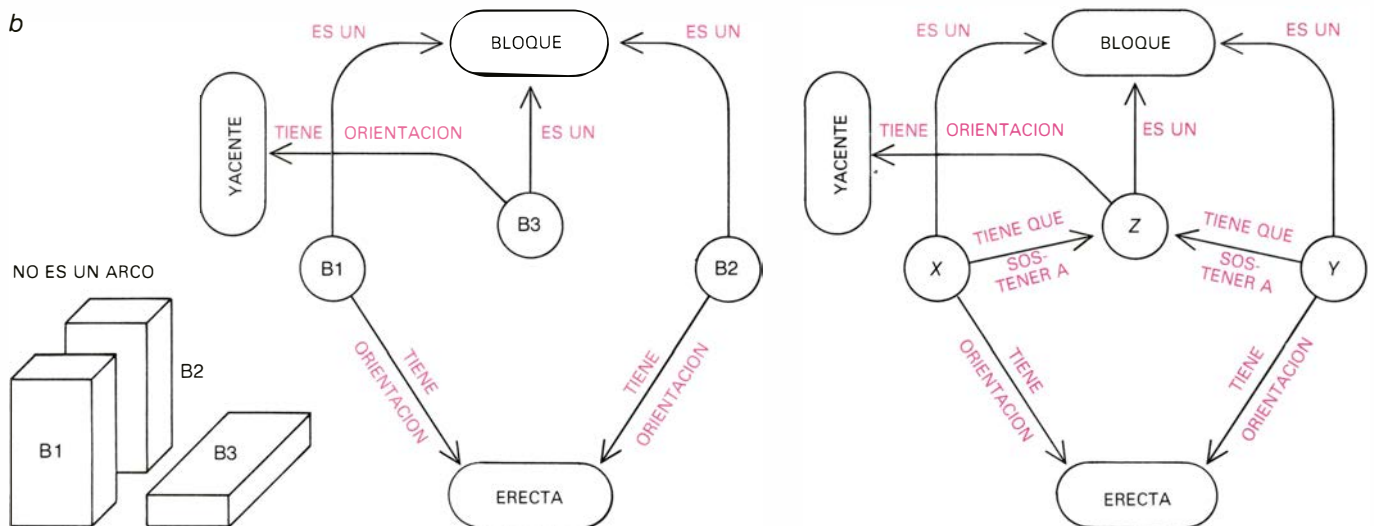 b
ES UN
BLOQUE
ES UN
YACENTE
TIENE ORIENTACION
ES UN
B3
B1
B2
TIENE
ORIENTACION
TIENE
ORIENTACION
ERECTA
NO ES UN ARCO
B1
B2
B3
ES UN
BLOQUE
ES UN
YACENTE
TIENE ORIENTACION
ES UN
Z
X
Y
TIENE QUE
SOS-
TENER A
TIENE QUE
SOS-
TENER A
TIENE
ORIENTACION
TIENE
ORIENTACION
ERECTA